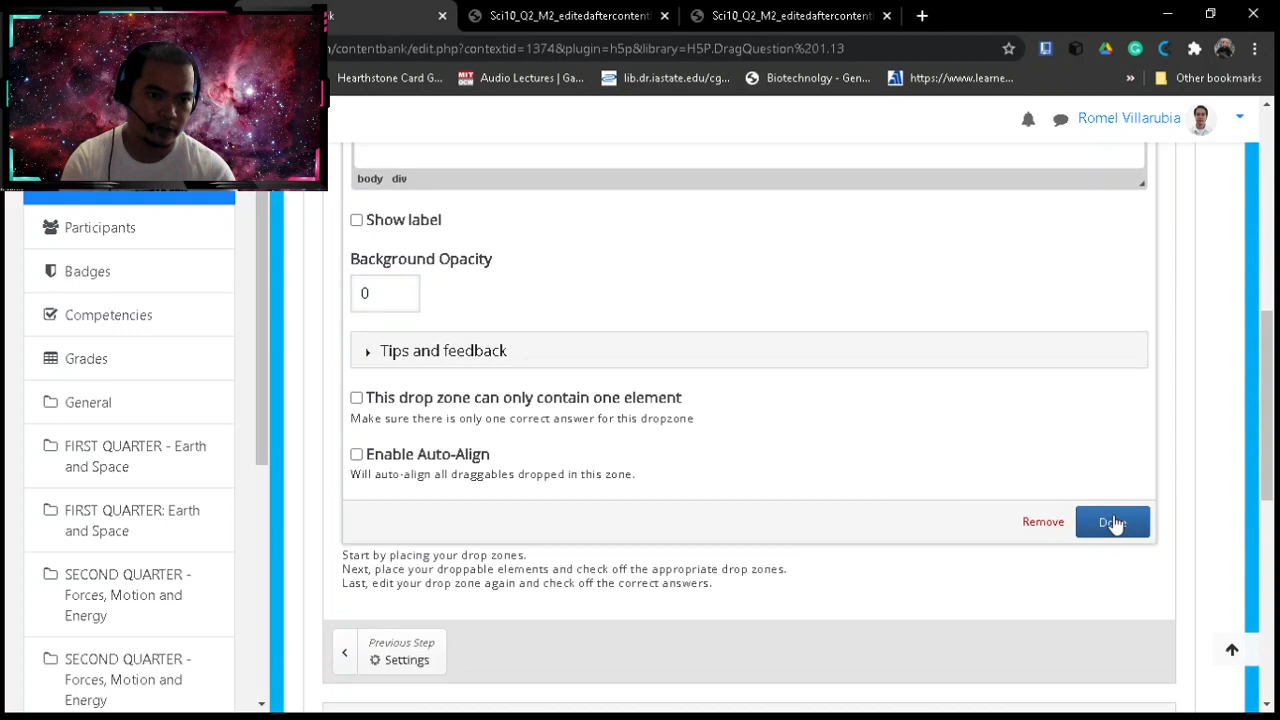 G10_Q2_M2_editedaftercontent
G10_Q2_M2_editedafterco
/contentbank/edit.php?contextid=1374&plugin=h5p&library=H5P.DragQuestion%201.13
Hearthstone Card G... Audio Lectures | Ga... lib.dr.iastate/cg... Biotechnolgy - Gen... https://www.learne... » Other bookmarks
Romel Villarubia
body div
Show label
Participants
Background Opacity
Badges
0
Competencies
Tips and feedback
Grades
This drop zone can only contain one element
General
Make sure there is only one correct answer for this dropzone
FIRST QUARTER - Earth
and Space
Enable Auto-Align
Will auto-align all draggables dropped in this zone.
FIRST QUARTER: Earth
and Space
Remove Done
Start by placing your drop zones.
Next, place your droppable elements and check off the appropriate drop zones.
Last, edit your drop zone again and check off the correct answers.
SECOND QUARTER -
Forces, Motion and
Energy
Previous Step
Settings
SECOND QUARTER -
Forces, Motion and
Energy